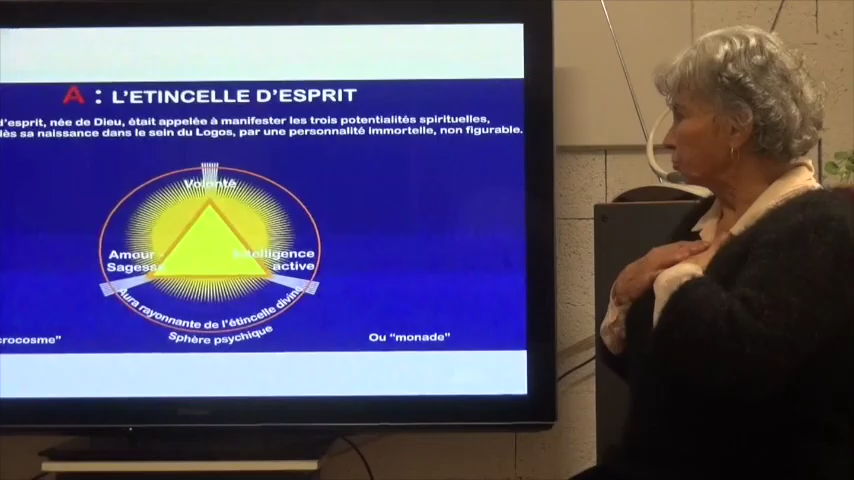 A : L'ETINCELLE D'ESPRIT
d'esprit, née de Dieu, était appelée à manifester les trois potentialités spirituelles,
dès sa naissance dans le sein du Logos, par une personnalité immortelle, non figurable.
Volonté
Amour - Intelligence
Sagesse active
Aura rayonnante de l'étincelle divine
Sphère psychique
crocosme" Ou "monade"